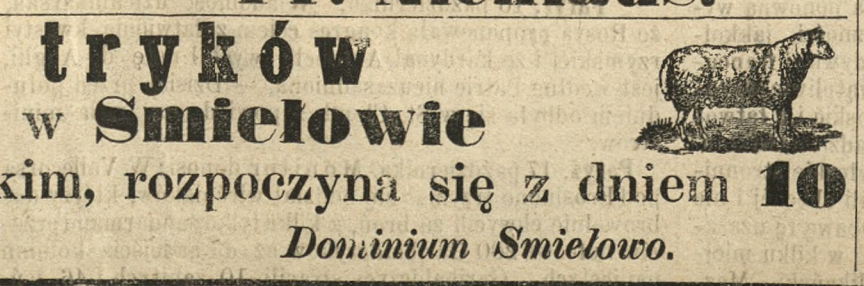 tryków
w Smiełowie
kim, rozpoczyna się z dniem 10
Dominium Smiełowo.